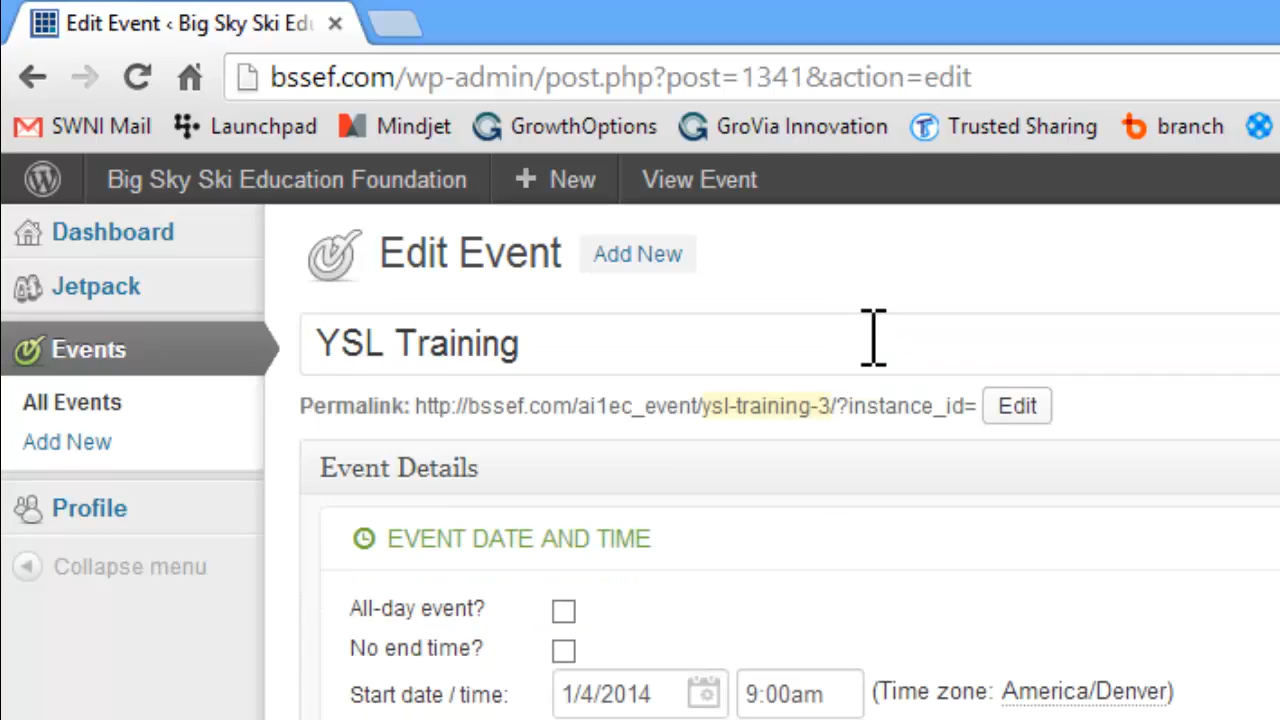 Edit Event ‹ Big Sky Ski Edu
bssef.com/wp-admin/post.php?post=1341&action=edit
SWNI Mail Launchpad Mindjet GrowthOptions GroVia Innovation Trusted Sharing branch
Big Sky Ski Education Foundation + New View Event
Dashboard
Jetpack
Events
All Events
Add New
Profile
Collapse menu
Edit Event Add New
YSL Training
Permalink: http://bssef.com/ai1ec_event/ysl-training-3/?instance_id= Edit
Event Details
EVENT DATE AND TIME
All-day event?
No end time?
Start date / time: 1/4/2014 9:00am (Time zone: America/Denver)